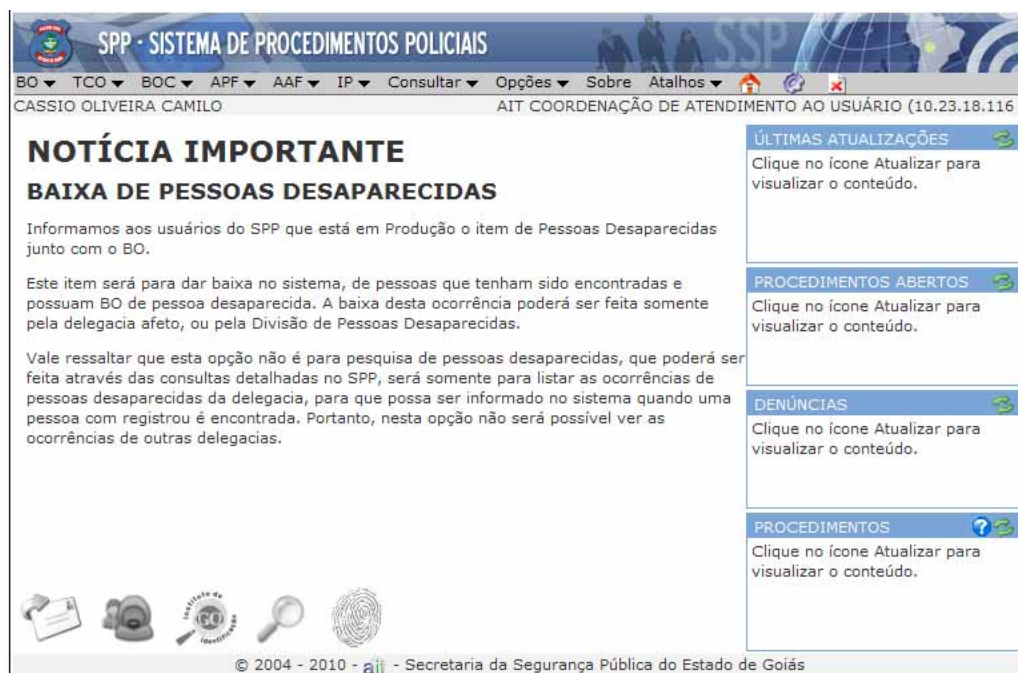 SPP - SISTEMA DE PROCEDIMENTOS POLICIAIS
SSP
BO TCO BOC APF AAF IP Consultar Opções Sobre Atalhos
CASSIO OLIVEIRA CAMILO AIT COORDENAÇÃO DE ATENDIMENTO AO USUÁRIO (10.23.18.116
NOTÍCIA IMPORTANTE
BAIXA DE PESSOAS DESAPARECIDAS
Informamos aos usuários do SPP que está em Produção o item de Pessoas Desaparecidas
junto com o BO.
Este item será para dar baixa no sistema, de pessoas que tenham sido encontradas e
possuam BO de pessoa desaparecida. A baixa desta ocorrência poderá ser feita somente
pela delegacia afeto, ou pela Divisão de Pessoas Desaparecidas.
Vale ressaltar que esta opção não é para pesquisa de pessoas desaparecidas, que poderá ser
feita através das consultas detalhadas no SPP, será somente para listar as ocorrências de
pessoas desaparecidas da delegacia, para que possa ser informado no sistema quando uma
pessoa com registrou é encontrada. Portanto, nesta opção não será possível ver as
ocorrências de outras delegacias.
ÚLTIMAS ATUALIZAÇÕES
Clique no ícone Atualizar para
visualizar o conteúdo.
PROCEDIMENTOS ABERTOS
Clique no ícone Atualizar para
visualizar o conteúdo.
DENÚNCIAS
Clique no ícone Atualizar para
visualizar o conteúdo.
PROCEDIMENTOS
Clique no ícone Atualizar para
visualizar o conteúdo.
instituto de
GO
identificação
© 2004 - 2010 - ait - Secretaria da Segurança Pública do Estado de Goiás